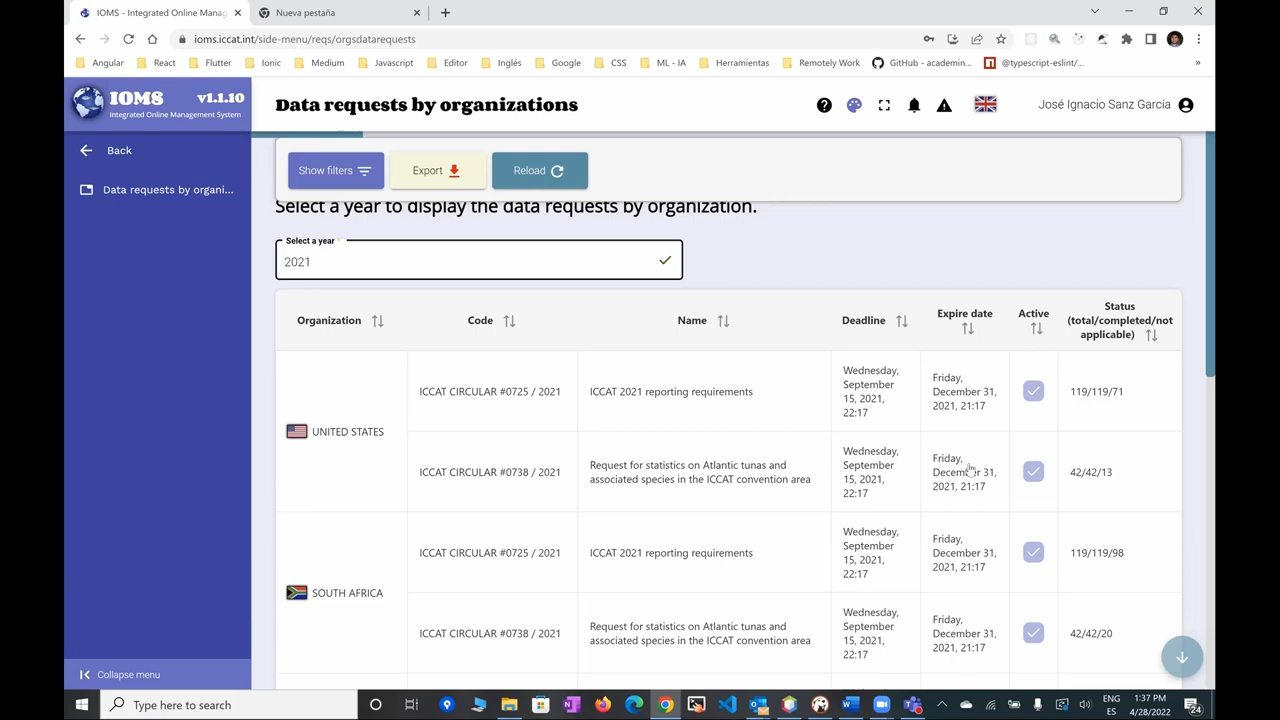 IOMS - Integrated Online Manag
Nueva pestaña
ioms.iccat.int/side-menu/reqs/orgsdatarequests
Angular
React
Flutter
Ionic
Medium
Javascript
Editor
Inglés
Google
CSS
ML - IA
Herramientas
Remotely Work
GitHub - academin...
@typescript-eslint/...
»
IOMS v1.1.10
Integrated Online Management System
Data requests by organizations
José Ignacio Sanz García
Back
Data requests by organi...
Show filters
Export
Reload
Select a year to display the data requests by organization.
Select a year *
2021
Organization
Code
Name
Deadline
Expire date
Active
Status
(total/completed/not
applicable)
UNITED STATES
ICCAT CIRCULAR #0725 / 2021
ICCAT 2021 reporting requirements
Wednesday,
September
15, 2021,
22:17
Friday,
December 31,
2021, 21:17
119/119/71
ICCAT CIRCULAR #0738 / 2021
Request for statistics on Atlantic tunas and
associated species in the ICCAT convention area
Wednesday,
September
15, 2021,
22:17
Friday,
December 31,
2021, 21:17
42/42/13
SOUTH AFRICA
ICCAT CIRCULAR #0725 / 2021
ICCAT 2021 reporting requirements
Wednesday,
September
15, 2021,
22:17
Friday,
December 31,
2021, 21:17
119/119/98
ICCAT CIRCULAR #0738 / 2021
Request for statistics on Atlantic tunas and
associated species in the ICCAT convention area
Wednesday,
September
15, 2021,
22:17
Friday,
December 31,
2021, 21:17
42/42/20
Collapse menu
Type here to search
ENG
ES
1:37 PM
4/28/2022
24